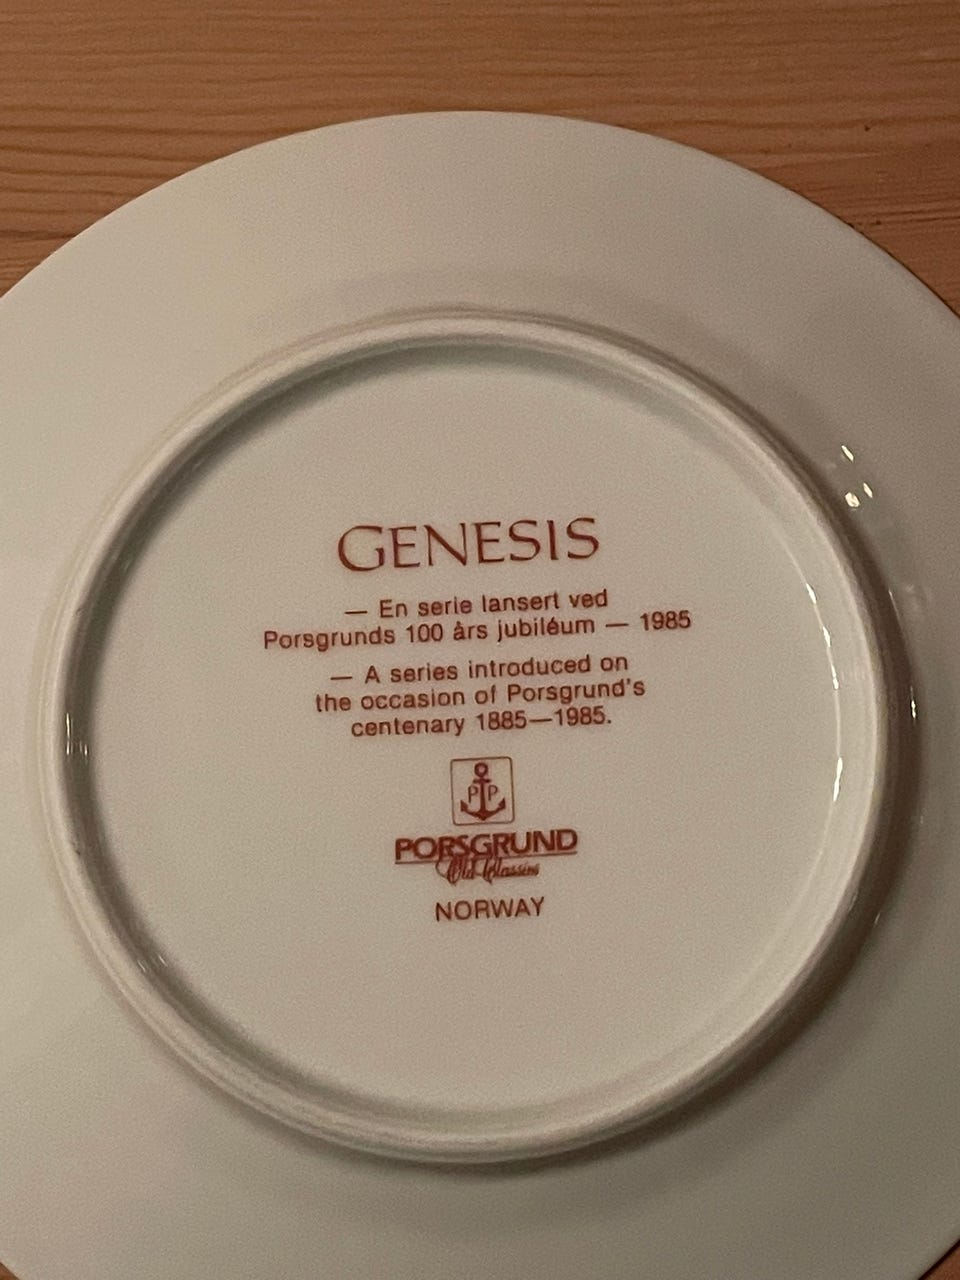 GENESIS
— En serie lansert ved
Porsgrunds 100 års jubiléum — 1985
— A series introduced on
the occasion of Porsgrund's
centenary 1885—1985.
P P
PORSGRUND
Old Classics
NORWAY